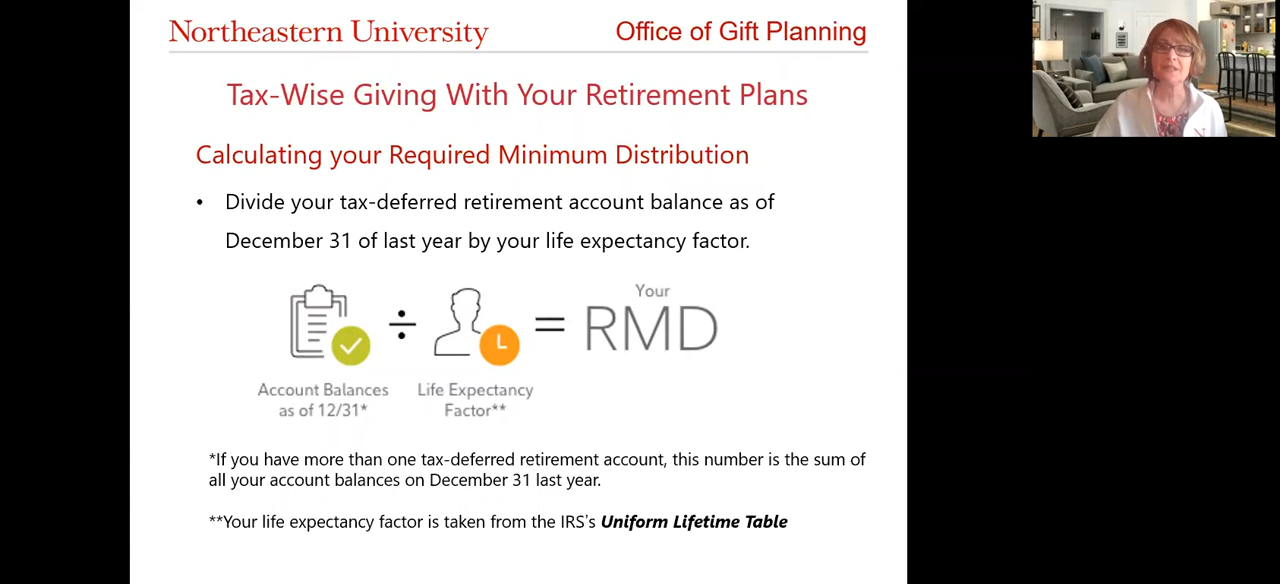 Northeastern University
Office of Gift Planning
Tax-Wise Giving With Your Retirement Plans
Calculating your Required Minimum Distribution
• Divide your tax-deferred retirement account balance as of
December 31 of last year by your life expectancy factor.
÷ = Your
RMD
Account Balances
as of 12/31*
Life Expectancy
Factor**
*If you have more than one tax-deferred retirement account, this number is the sum of
all your account balances on December 31 last year.
**Your life expectancy factor is taken from the IRS's Uniform Lifetime Table